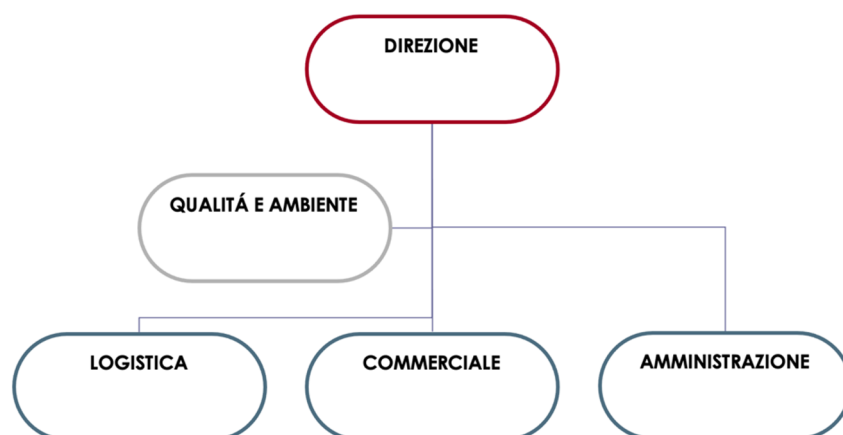 DIREZIONE
QUALITÁ E AMBIENTE
LOGISTICA
COMMERCIALE
AMMINISTRAZIONE